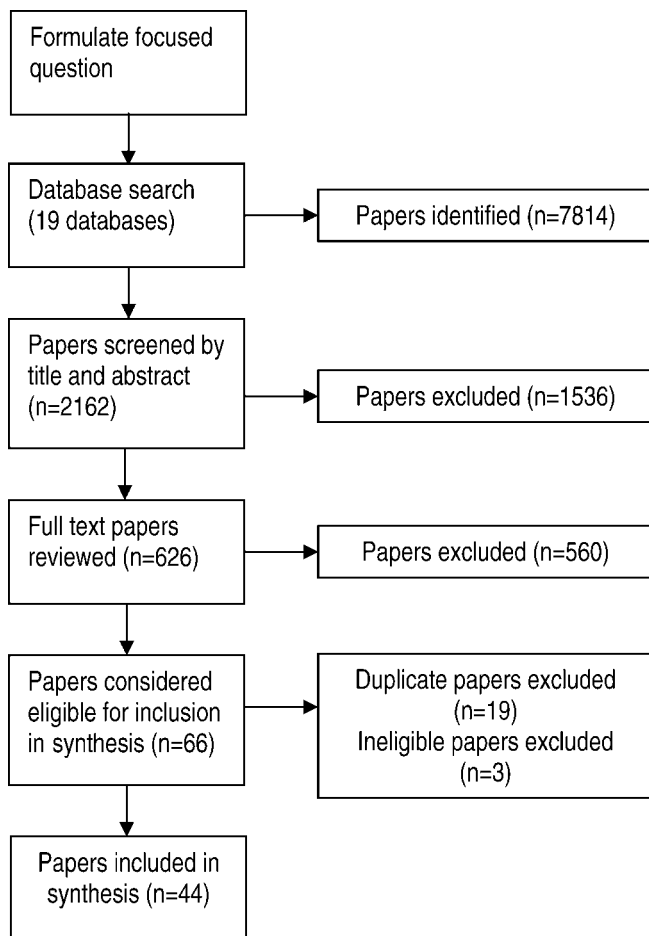 Formulate focused
question
Database search
(19 databases)
Papers identified (n=7814)
Papers screened by
title and abstract
(n=2162)
Papers excluded (n=1536)
Full text papers
reviewed (n=626)
Papers excluded (n=560)
Papers considered
eligible for inclusion
in synthesis (n=66)
Duplicate papers excluded
(n=19)
Ineligible papers excluded
(n=3)
Papers included in
synthesis (n=44)